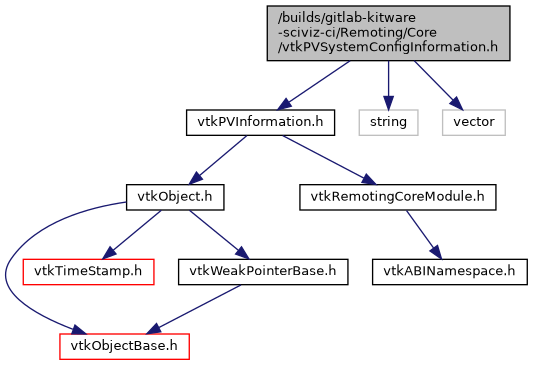 /builds/gitlab-kitware
-sciviz-ci/Remoting/Core
/vtkPVSystemConfigInformation.h
vtkPVInformation.h
string
vector
vtkObject.h
vtkRemotingCoreModule.h
vtkTimeStamp.h
vtkWeakPointerBase.h
vtkABINamespace.h
vtkObjectBase.h